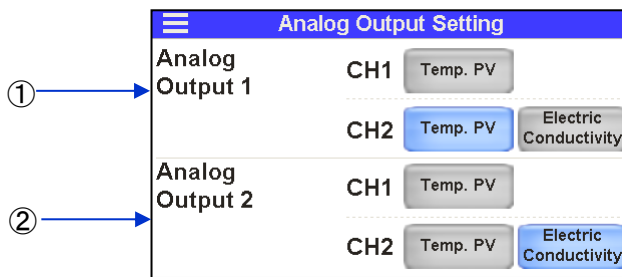 Analog Output Setting
Analog
Output 1
CH1 Temp. PV
①
CH2 Temp. PV Electric
Conductivity
Analog
Output 2
CH1 Temp. PV
②
CH2 Temp. PV Electric
Conductivity